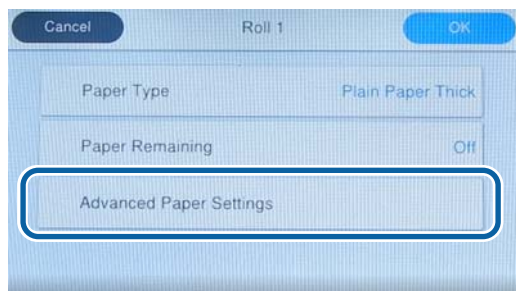 Cancel Roll 1 OK
Paper Type Plain Paper Thick
Paper Remaining Off
Advanced Paper Settings